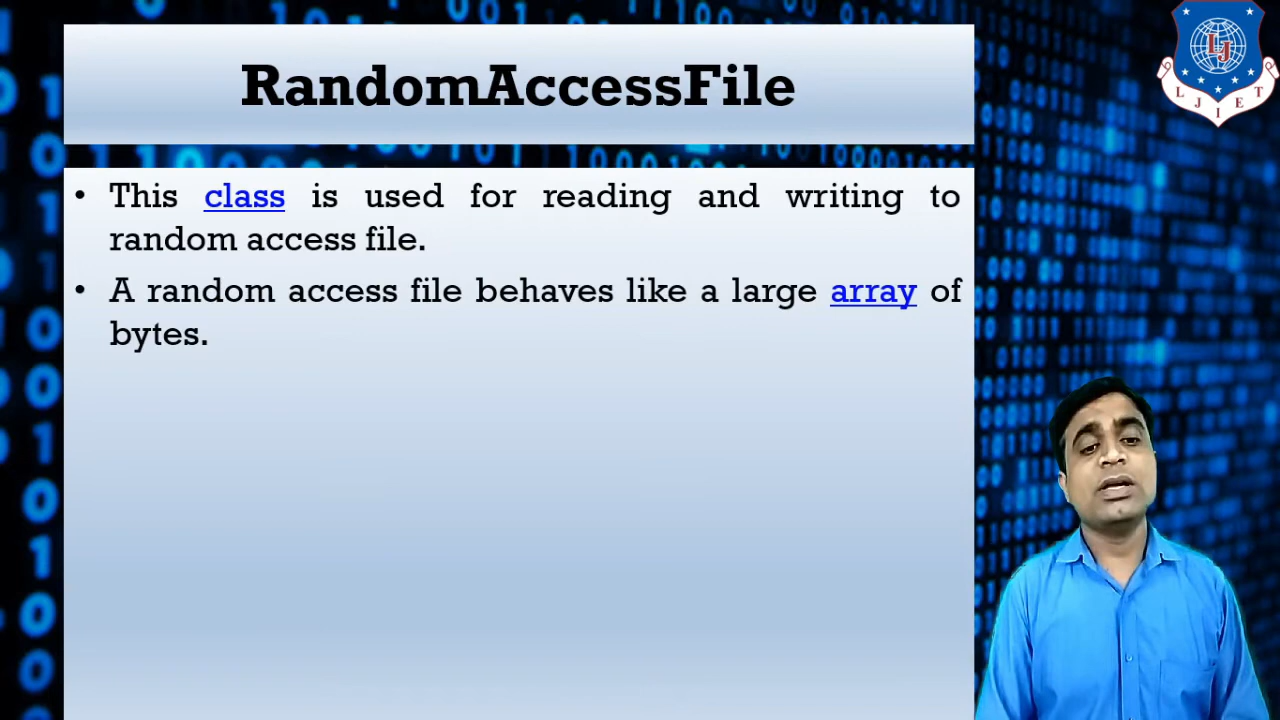 RandomAccessFile
• This class is used for reading and writing to
random access file.
• A random access file behaves like a large array of
bytes.
LJ
L J I E T